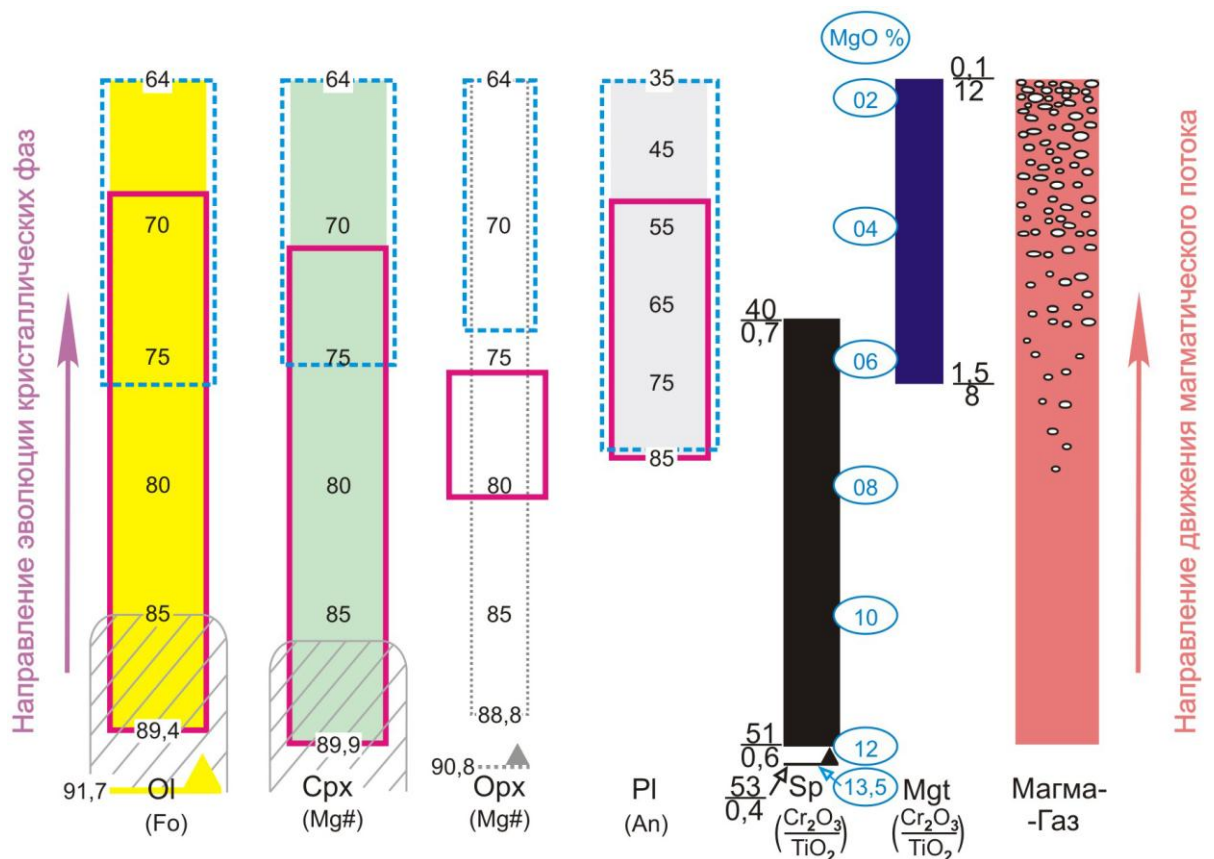 MgO %
Направление эволюции кристаллических фаз
64
70
75
80
85
89,4
91,7
Ol
(Fo)
64
70
75
80
85
89,9
Cpx
(Mg#)
64
70
75
80
85
88,8
90,8
Opx
(Mg#)
35
45
55
65
75
85
Pl
(An)
40
0,7
51
0,6
53
0,4
Sp
(Cr₂O₃
TiO₂)
02
04
06
08
10
12
13,5
0,1
12
1,5
8
Mgt
(Cr₂O₃
TiO₂)
Магма-
-Газ
Направление движения магматического потока